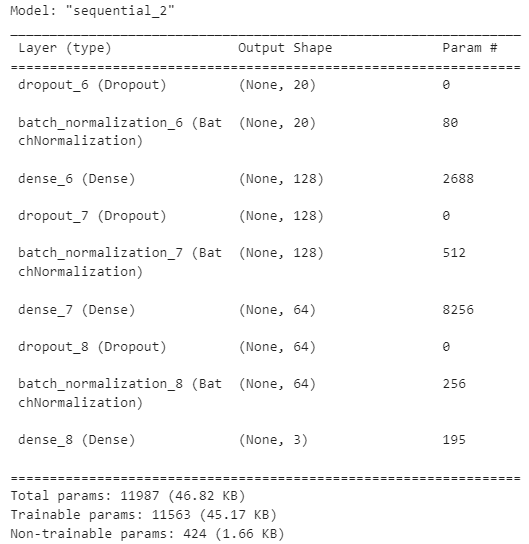 Model: "sequential_2"
_________________________________________________________________
Layer (type) Output Shape Param #
=================================================================
dropout_6 (Dropout) (None, 20) 0
batch_normalization_6 (Bat (None, 20) 80
chNormalization)
dense_6 (Dense) (None, 128) 2688
dropout_7 (Dropout) (None, 128) 0
batch_normalization_7 (Bat (None, 128) 512
chNormalization)
dense_7 (Dense) (None, 64) 8256
dropout_8 (Dropout) (None, 64) 0
batch_normalization_8 (Bat (None, 64) 256
chNormalization)
dense_8 (Dense) (None, 3) 195
=================================================================
Total params: 11987 (46.82 KB)
Trainable params: 11563 (45.17 KB)
Non-trainable params: 424 (1.66 KB)